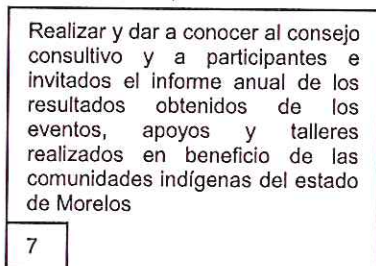 Realizar y dar a conocer al consejo
consultivo y a participantes e
invitados el informe anual de los
resultados obtenidos de los
eventos, apoyos y talleres
realizados en beneficio de las
comunidades indígenas del estado
de Morelos
7